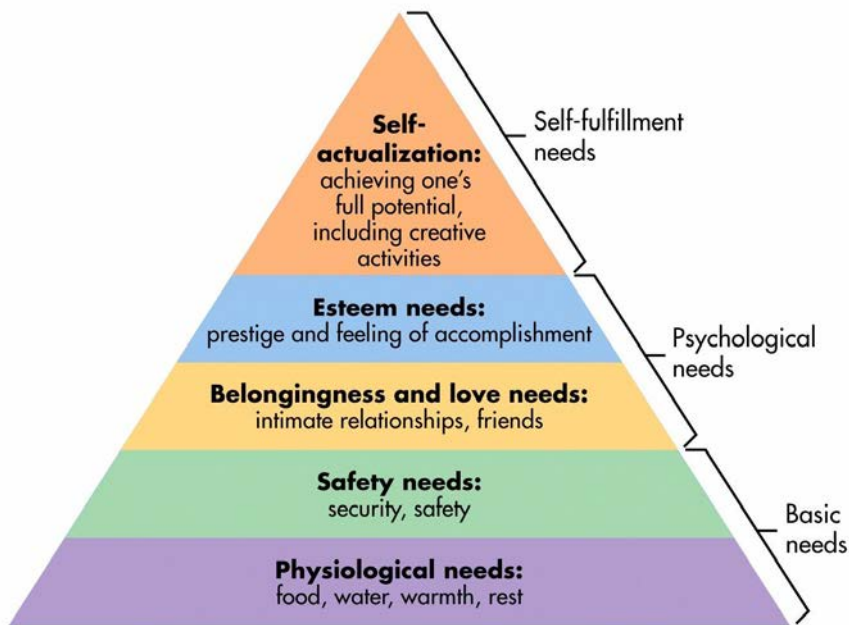 Self-
actualization:
achieving one's
full potential,
including creative
activities
Self-fulfillment
needs
Esteem needs:
prestige and feeling of accomplishment
Belongingness and love needs:
intimate relationships, friends
Psychological
needs
Safety needs:
security, safety
Physiological needs:
food, water, warmth, rest
Basic
needs